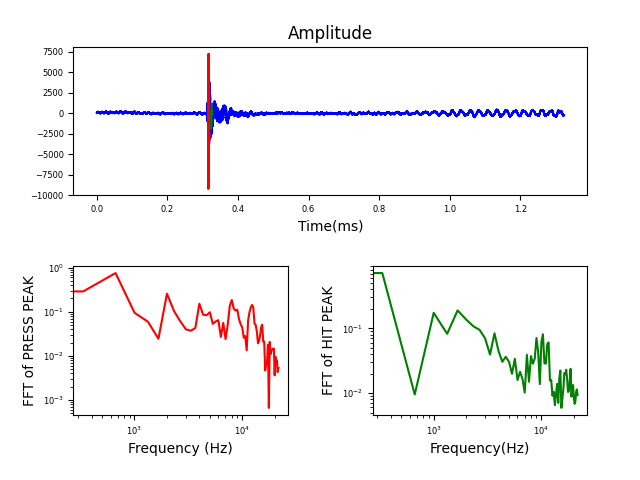 Amplitude
7500
5000
2500
0
−2500
−5000
−7500
−10000
0.0 0.2 0.4 0.6 0.8 1.0 1.2
Time(ms)
FFT of PRESS PEAK
10⁰
10⁻¹
10⁻²
10⁻³
10³ 10⁴
Frequency (Hz)
FFT of HIT PEAK
10⁻¹
10⁻²
10³ 10⁴
Frequency(Hz)